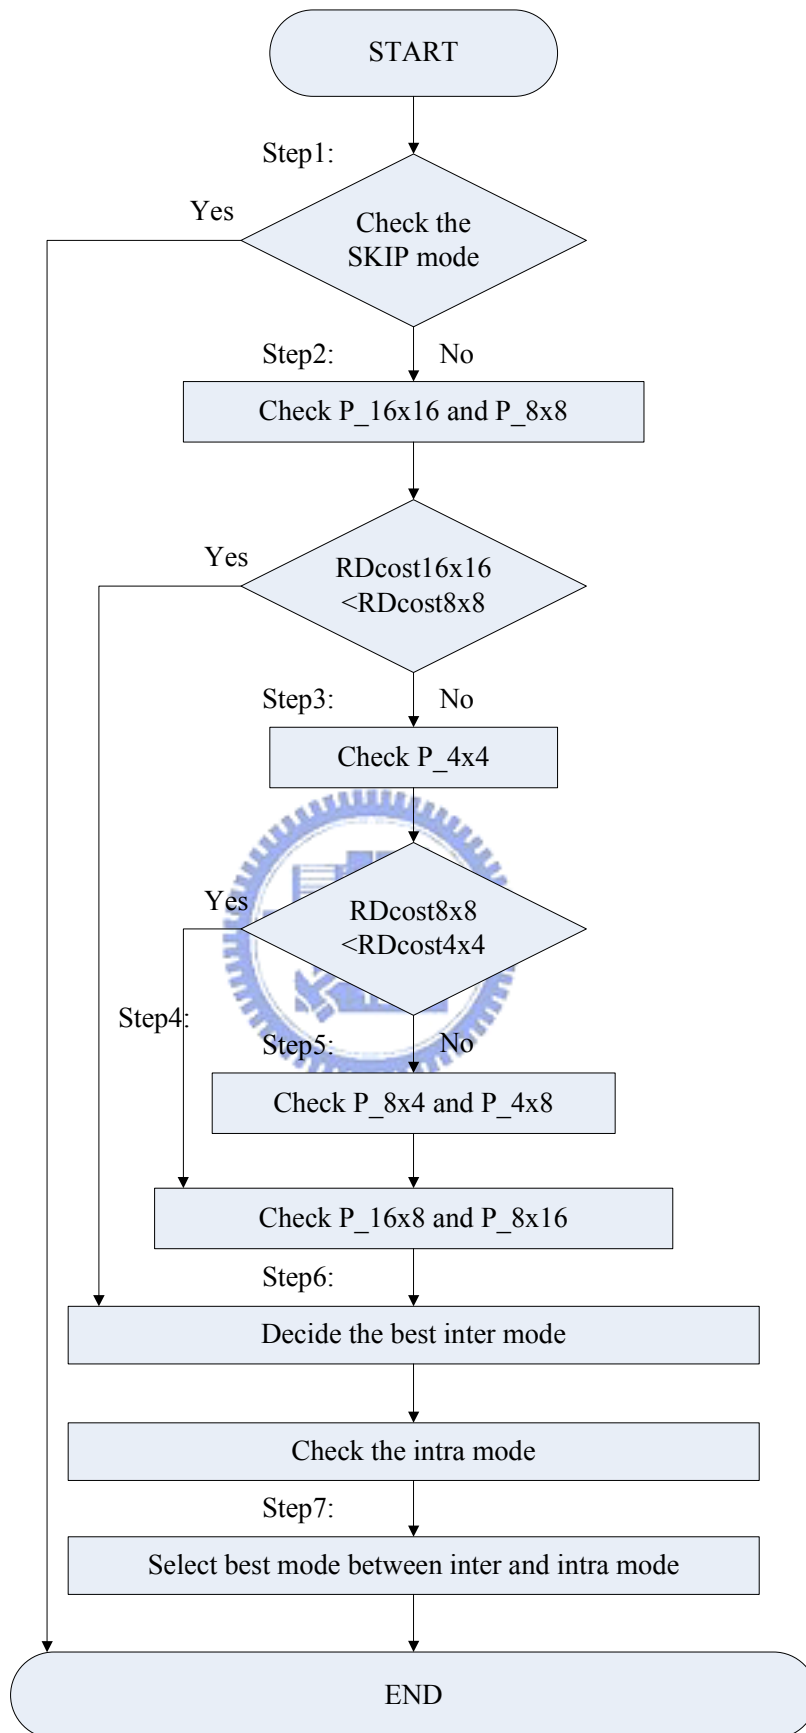 START
Step1:
Yes
Check the
SKIP mode
Step2:
No
Check P_16x16 and P_8x8
Yes
RDcost16x16
<RDcost8x8
Step3:
No
Check P_4x4
Yes
RDcost8x8
<RDcost4x4
Step4:
Step5:
No
Check P_8x4 and P_4x8
Check P_16x8 and P_8x16
Step6:
Decide the best inter mode
Check the intra mode
Step7:
Select best mode between inter and intra mode
END